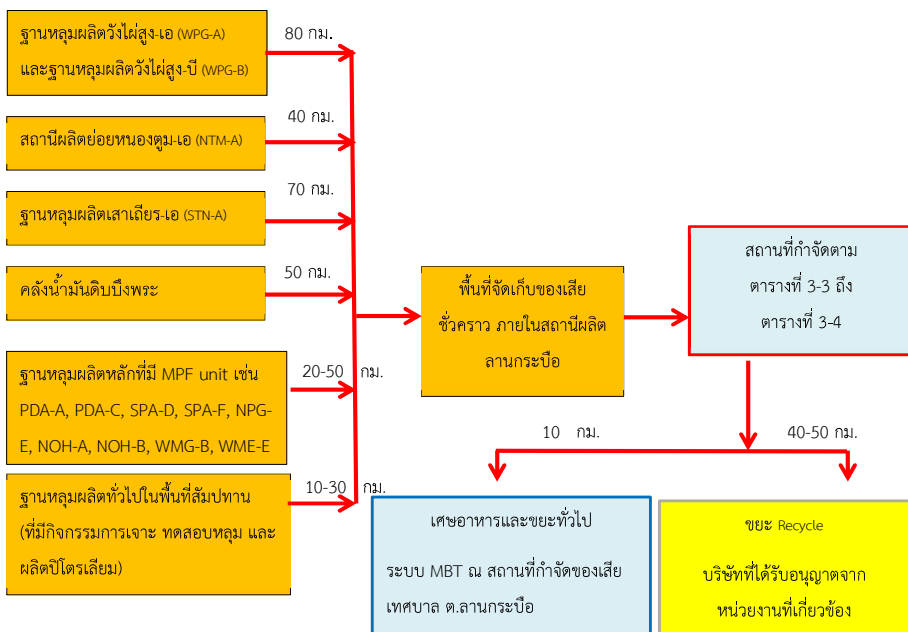 ฐานหลุมผลิตวังไผ่สูง-เอ (WPG-A)
และฐานหลุมผลิตวังไผ่สูง-บี (WPG-B)
80 กม.
สถานีผลิตย่อยหนองตูม-เอ (NTM-A)
40 กม.
ฐานหลุมผลิตเสาเถียร-เอ (STN-A)
70 กม.
คลังน้ำมันดิบบึงพระ
50 กม.
ฐานหลุมผลิตหลักที่มี MPF unit เช่น
PDA-A, PDA-C, SPA-D, SPA-F, NPG-
E, NOH-A, NOH-B, WMG-B, WME-E
20-50 กม.
ฐานหลุมผลิตทั่วไปในพื้นที่สัมปทาน
(ที่มีกิจกรรมการเจาะ ทดสอบหลุม และ
ผลิตปิโตรเลียม)
10-30 กม.
พื้นที่จัดเก็บของเสีย
ชั่วคราว ภายในสถานีผลิต
ลานกระบือ
สถานที่กำจัดตาม
ตารางที่ 3-3 ถึง
ตารางที่ 3-4
10 กม.
40-50 กม.
เศษอาหารและขยะทั่วไป
ระบบ MBT ณ สถานที่กำจัดของเสีย
เทศบาล ต.ลานกระบือ
ขยะ Recycle
บริษัทที่ได้รับอนุญาตจาก
หน่วยงานที่เกี่ยวข้อง